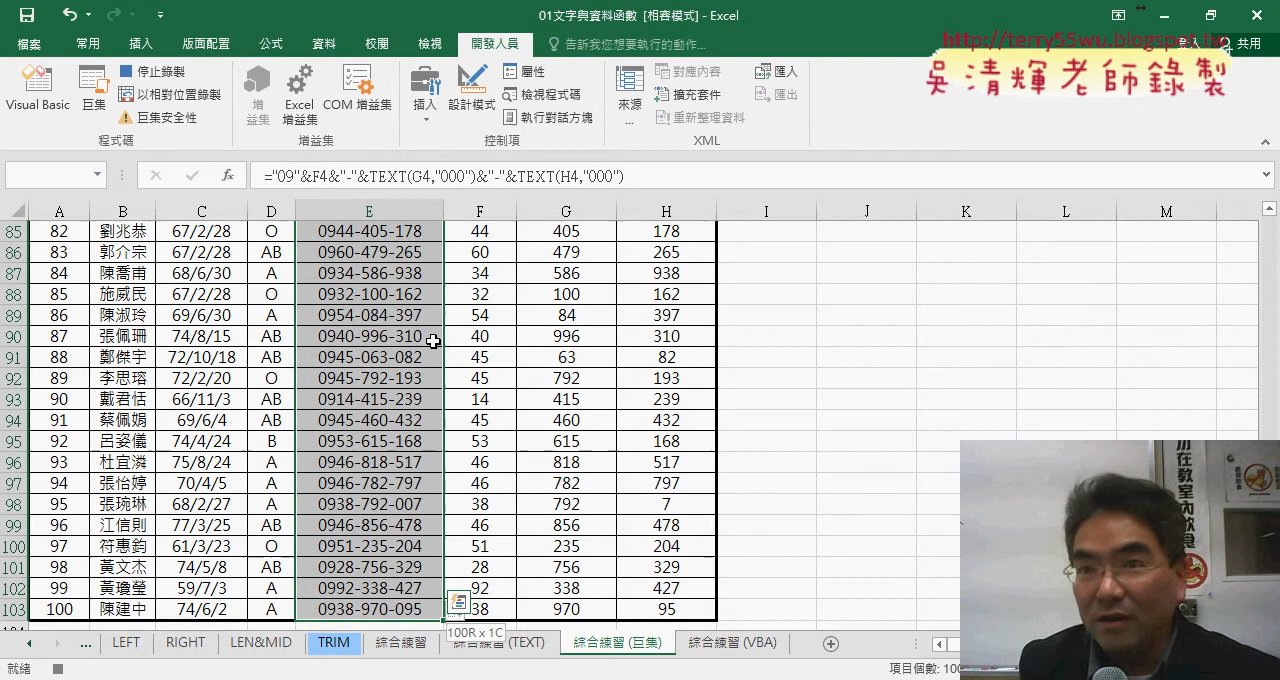 01文字與資料函數 [相容模式] - Excel
檔案 常用 插入 版面配置 公式 資料 校閱 檢視 開發人員 告訴我您想要執行的動作... 登入 共用
http://terry55wu.blogspot.tw
吳清輝老師錄製
Visual Basic 巨集 停止錄製 以相對位置錄製 巨集安全性 程式碼
增益集 Excel 增益集 COM 增益集 增益集
插入 設計模式 屬性 檢視程式碼 執行對話方塊 控制項
來源... 對應內容 擴充套件 重新整理資料 匯入 匯出 XML
="09"&F4&"-"&TEXT(G4,"000")&"-"&TEXT(H4,"000")
A B C D E F G H I J K L M
85 82 劉兆恭 67/2/28 O 0944-405-178 44 405 178
86 83 郭介宗 67/2/28 AB 0960-479-265 60 479 265
87 84 陳喬甫 68/6/30 A 0934-586-938 34 586 938
88 85 施威民 67/2/28 O 0932-100-162 32 100 162
89 86 陳淑玲 69/6/30 A 0954-084-397 54 84 397
90 87 張佩珊 74/8/15 AB 0940-996-310 40 996 310
91 88 鄭傑宇 72/10/18 AB 0945-063-082 45 63 82
92 89 李思瑢 72/2/20 O 0945-792-193 45 792 193
93 90 戴君恬 66/11/3 AB 0914-415-239 14 415 239
94 91 蔡佩娟 69/6/4 AB 0945-460-432 45 460 432
95 92 呂姿儀 74/4/24 B 0953-615-168 53 615 168
96 93 杜宜潾 75/8/24 A 0946-818-517 46 818 517
97 94 張怡婷 70/4/5 A 0946-782-797 46 782 797
98 95 張琬琳 68/2/27 A 0938-792-007 38 792 7
99 96 江信則 77/3/25 AB 0946-856-478 46 856 478
100 97 符惠鈞 61/3/23 O 0951-235-204 51 235 204
101 98 黃文杰 74/5/8 AB 0928-756-329 28 756 329
102 99 黃瓊瑩 59/7/3 A 0992-338-427 92 338 427
103 100 陳建中 74/6/2 A 0938-970-095 38 970 95
100R x 1C
... LEFT RIGHT LEN&MID TRIM 綜合練習 綜合練習 (TEXT) 綜合練習 (巨集) 綜合練習 (VBA)
就緒 項目個數: 100
在教室內飲食